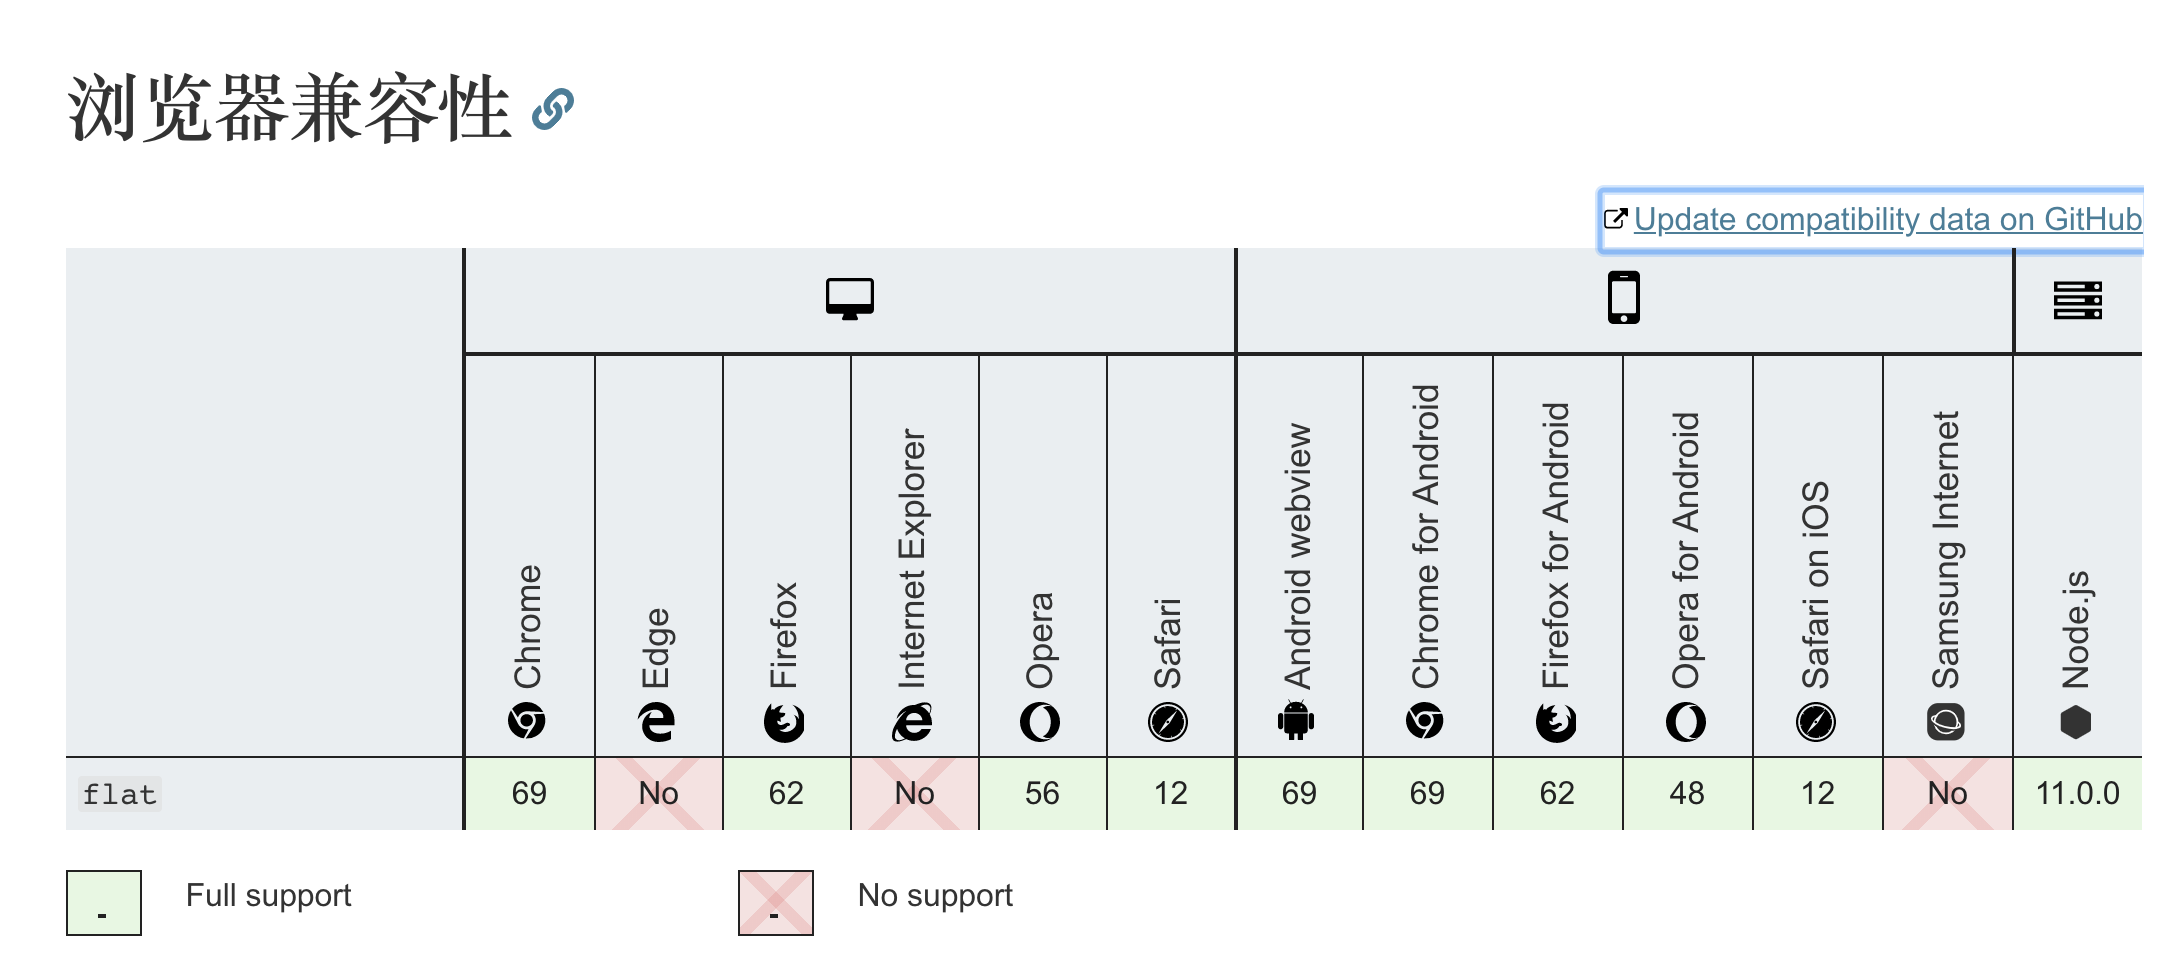 浏览器兼容性
Update compatibility data on GitHub
Chrome
Edge
Firefox
Internet Explorer
Opera
Safari
Android webview
Chrome for Android
Firefox for Android
Opera for Android
Safari on iOS
Samsung Internet
Node.js
flat 69 No 62 No 56 12 69 69 62 48 12 No 11.0.0
- Full support - No support